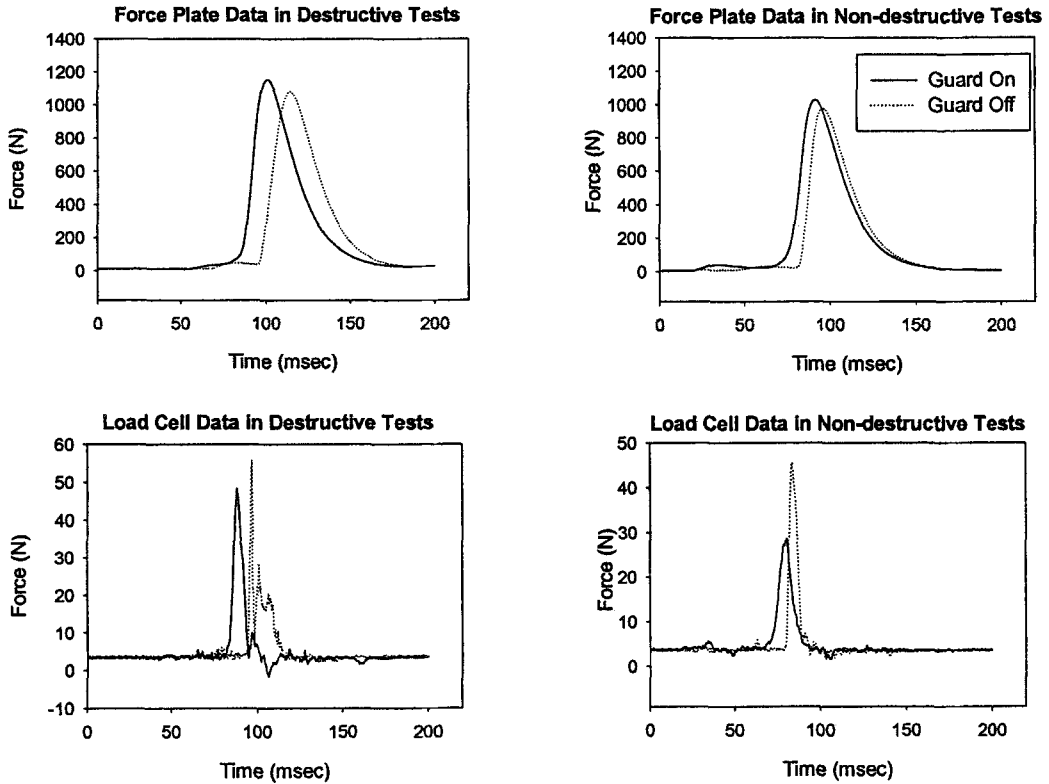 Force Plate Data in Destructive Tests
1400
1200
1000
800
600
400
200
0
Force (N)
0 50 100 150 200
Time (msec)
Force Plate Data in Non-destructive Tests
1400
1200
1000
800
600
400
200
0
Force (N)
Guard On
Guard Off
0 50 100 150 200
Time (msec)
Load Cell Data in Destructive Tests
60
50
40
30
20
10
0
-10
Force (N)
0 50 100 150 200
Time (msec)
Load Cell Data in Non-destructive Tests
50
40
30
20
10
0
Force (N)
0 50 100 150 200
Time (msec)